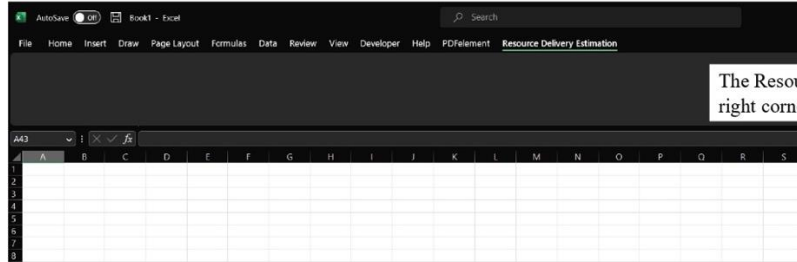 AutoSave Off Book1 - Excel Search
File Home Insert Draw Page Layout Formulas Data Review View Developer Help PDFelement Resource Delivery Estimation
The Resou
right corn
A43 fx
A B C D E F G H I J K L M N O P Q R S
1
2
3
4
5
6
7
8